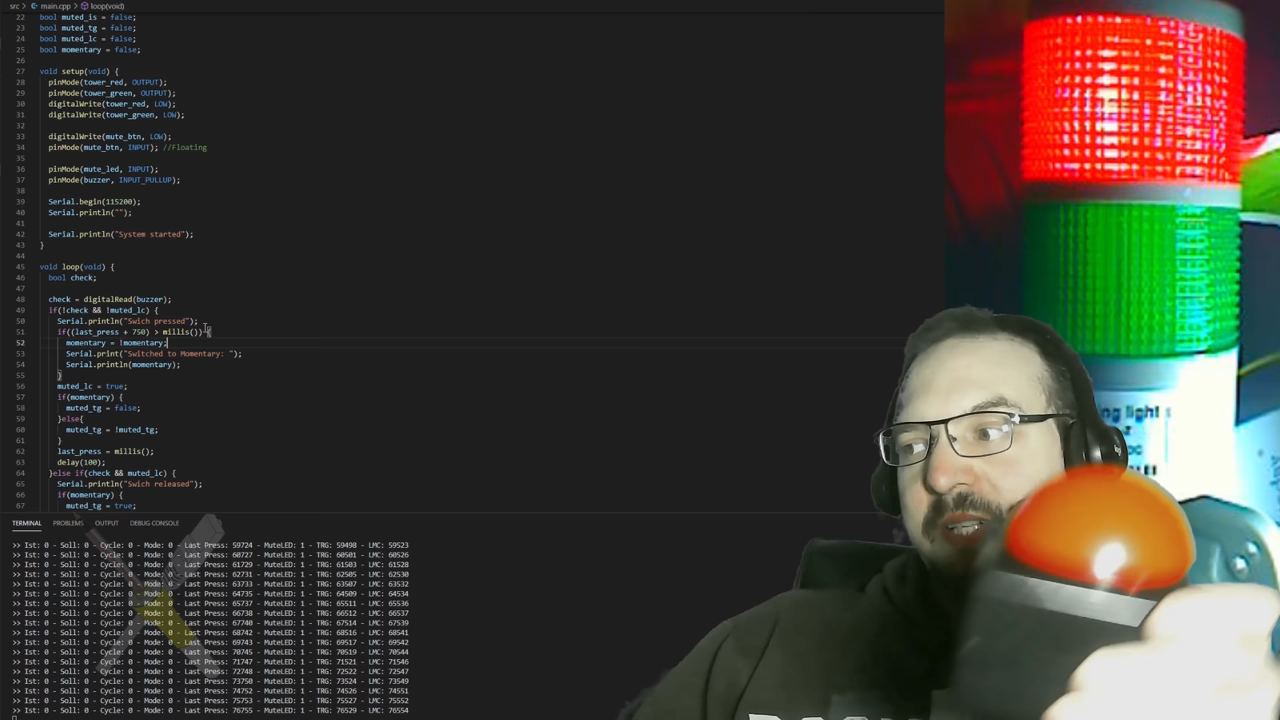 src > main.cpp > loop(void)
22 bool muted_is = false;
23 bool muted_tg = false;
24 bool muted_lc = false;
25 bool momentary = false;
26
27 void setup(void) {
28 pinMode(tower_red, OUTPUT);
29 pinMode(tower_green, OUTPUT);
30 digitalWrite(tower_red, LOW);
31 digitalWrite(tower_green, LOW);
32
33 digitalWrite(mute_btn, LOW);
34 pinMode(mute_btn, INPUT); //Floating
35
36 pinMode(mute_led, INPUT);
37 pinMode(buzzer, INPUT_PULLUP);
38
39 Serial.begin(115200);
40 Serial.println("");
41
42 Serial.println("System started");
43 }
44
45 void loop(void) {
46 bool check;
47
48 check = digitalRead(buzzer);
49 if(!check && !muted_lc) {
50 Serial.println("Swich pressed");
51 if((last_press + 750) > millis()) {
52 momentary = !momentary;
53 Serial.print("Switched to Momentary: ");
54 Serial.println(momentary);
55 }
56 muted_lc = true;
57 if(momentary) {
58 muted_tg = false;
59 }else{
60 muted_tg = !muted_tg;
61 }
62 last_press = millis();
63 delay(100);
64 }else if(check && muted_lc) {
65 Serial.println("Swich released");
66 if(momentary) {
67 muted_tg = true;
TERMINAL PROBLEMS OUTPUT DEBUG CONSOLE
>> Ist: 0 - Soll: 0 - Cycle: 0 - Mode: 0 - Last Press: 59724 - MuteLED: 1 - TRG: 59498 - LMC: 59523
>> Ist: 0 - Soll: 0 - Cycle: 0 - Mode: 0 - Last Press: 60727 - MuteLED: 1 - TRG: 60501 - LMC: 60526
>> Ist: 0 - Soll: 0 - Cycle: 0 - Mode: 0 - Last Press: 61729 - MuteLED: 1 - TRG: 61503 - LMC: 61528
>> Ist: 0 - Soll: 0 - Cycle: 0 - Mode: 0 - Last Press: 62731 - MuteLED: 1 - TRG: 62505 - LMC: 62530
>> Ist: 0 - Soll: 0 - Cycle: 0 - Mode: 0 - Last Press: 63733 - MuteLED: 1 - TRG: 63507 - LMC: 63532
>> Ist: 0 - Soll: 0 - Cycle: 0 - Mode: 0 - Last Press: 64735 - MuteLED: 1 - TRG: 64509 - LMC: 64534
>> Ist: 0 - Soll: 0 - Cycle: 0 - Mode: 0 - Last Press: 65737 - MuteLED: 1 - TRG: 65511 - LMC: 65536
>> Ist: 0 - Soll: 0 - Cycle: 0 - Mode: 0 - Last Press: 66738 - MuteLED: 1 - TRG: 66512 - LMC: 66537
>> Ist: 0 - Soll: 0 - Cycle: 0 - Mode: 0 - Last Press: 67740 - MuteLED: 1 - TRG: 67514 - LMC: 67539
>> Ist: 0 - Soll: 0 - Cycle: 0 - Mode: 0 - Last Press: 68742 - MuteLED: 1 - TRG: 68516 - LMC: 68541
>> Ist: 0 - Soll: 0 - Cycle: 0 - Mode: 0 - Last Press: 69743 - MuteLED: 1 - TRG: 69517 - LMC: 69542
>> Ist: 0 - Soll: 0 - Cycle: 0 - Mode: 0 - Last Press: 70745 - MuteLED: 1 - TRG: 70519 - LMC: 70544
>> Ist: 0 - Soll: 0 - Cycle: 0 - Mode: 0 - Last Press: 71747 - MuteLED: 1 - TRG: 71521 - LMC: 71546
>> Ist: 0 - Soll: 0 - Cycle: 0 - Mode: 0 - Last Press: 72748 - MuteLED: 1 - TRG: 72522 - LMC: 72547
>> Ist: 0 - Soll: 0 - Cycle: 0 - Mode: 0 - Last Press: 73750 - MuteLED: 1 - TRG: 73524 - LMC: 73549
>> Ist: 0 - Soll: 0 - Cycle: 0 - Mode: 0 - Last Press: 74752 - MuteLED: 1 - TRG: 74526 - LMC: 74551
>> Ist: 0 - Soll: 0 - Cycle: 0 - Mode: 0 - Last Press: 75753 - MuteLED: 1 - TRG: 75527 - LMC: 75552
>> Ist: 0 - Soll: 0 - Cycle: 0 - Mode: 0 - Last Press: 76755 - MuteLED: 1 - TRG: 76529 - LMC: 76554
light